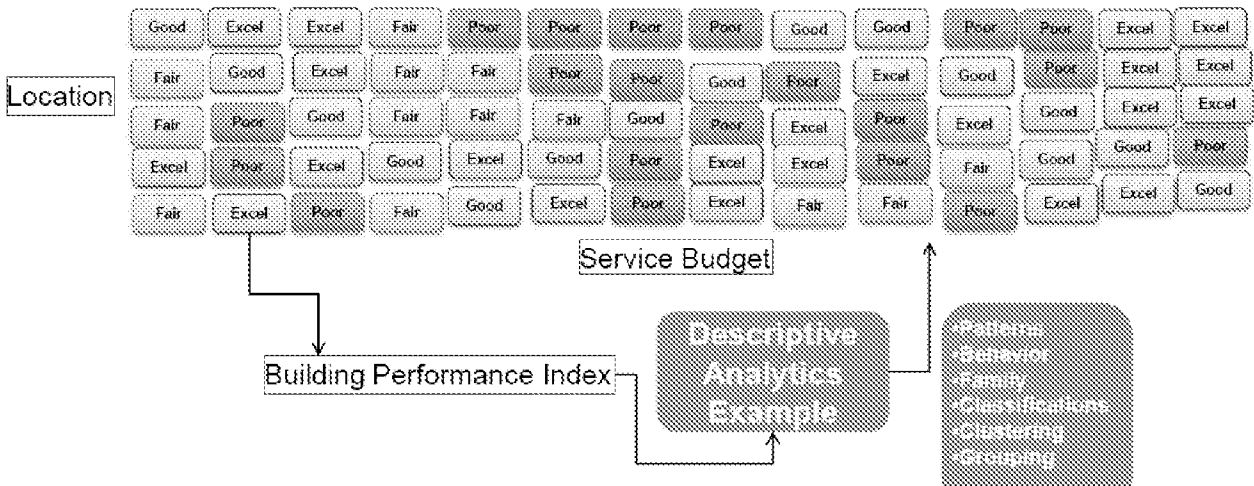 Good Excel Excel Fair Poor Poor Poor Poor Good Good Poor Poor Excel Excel
Fair Good Excel Fair Fair Poor Poor Good Poor Excel Good Poor Excel Excel
Location
Fair Poor Good Fair Fair Fair Good Poor Excel Poor Excel Good Excel Excel
Excel Poor Excel Good Excel Good Poor Excel Excel Poor Fair Good Good Poor
Fair Excel Poor Fair Good Excel Poor Excel Fair Fair Poor Excel Excel Good
Service Budget
Building Performance Index
Descriptive
Analytics
Example
•Patterns
•Behavior
•Family
•Classifications
•Clustering
•Grouping